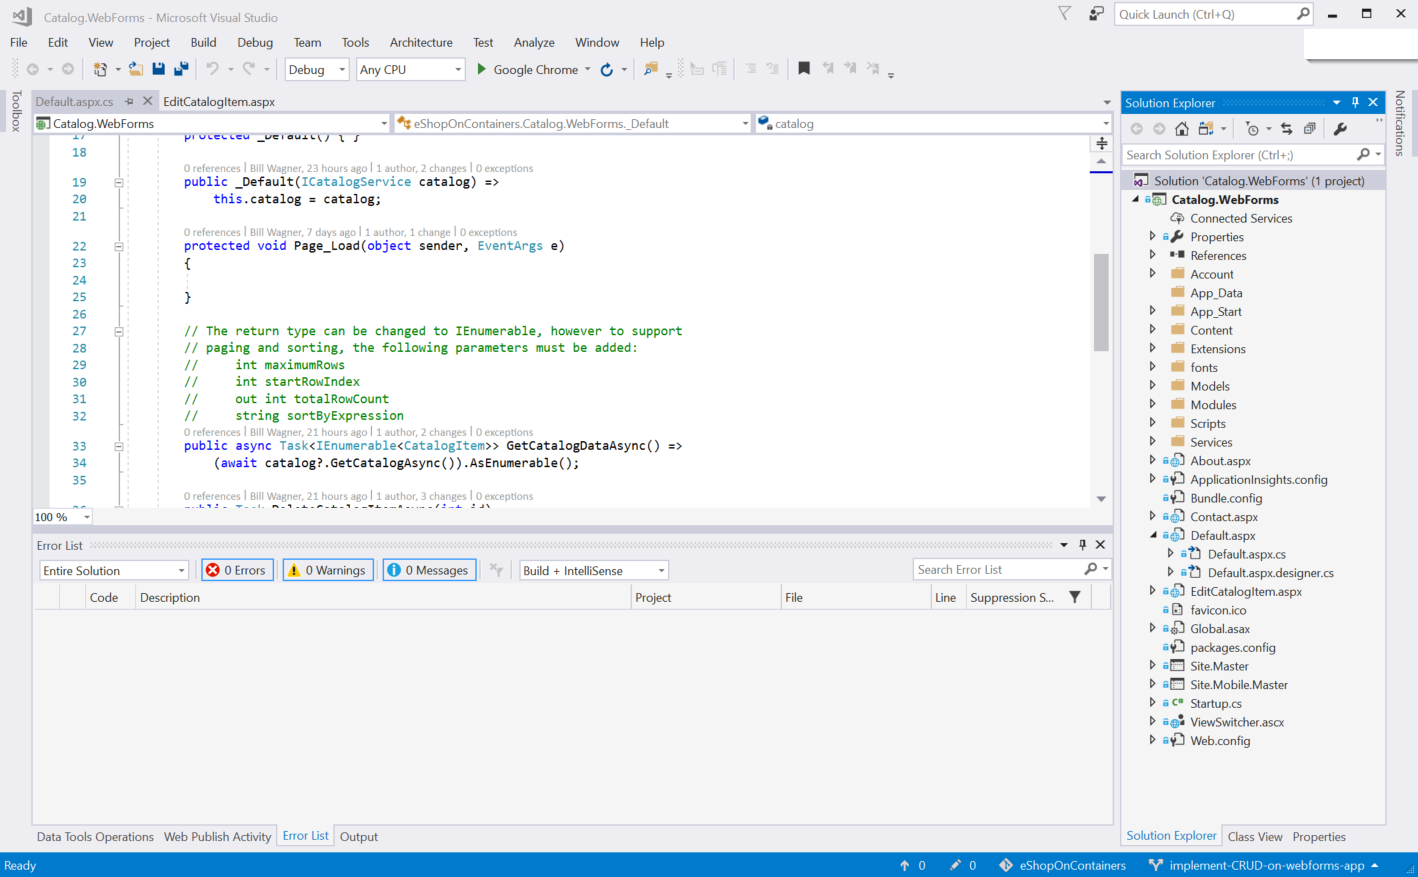 Catalog.WebForms - Microsoft Visual Studio
Quick Launch (Ctrl+Q)
File Edit View Project Build Debug Team Tools Architecture Test Analyze Window Help
Debug Any CPU Google Chrome
Toolbox
Default.aspx.cs EditCatalogItem.aspx
Catalog.WebForms eShopOnContainers.Catalog.WebForms._Default catalog
17 protected _Default() { }
18
0 references | Bill Wagner, 23 hours ago | 1 author, 2 changes | 0 exceptions
19 public _Default(ICatalogService catalog) =>
20 this.catalog = catalog;
21
0 references | Bill Wagner, 7 days ago | 1 author, 1 change | 0 exceptions
22 protected void Page_Load(object sender, EventArgs e)
23 {
24
25 }
26
27 // The return type can be changed to IEnumerable, however to support
28 // paging and sorting, the following parameters must be added:
29 // int maximumRows
30 // int startRowIndex
31 // out int totalRowCount
32 // string sortByExpression
0 references | Bill Wagner, 21 hours ago | 1 author, 2 changes | 0 exceptions
33 public async Task<IEnumerable<CatalogItem>> GetCatalogDataAsync() =>
34 (await catalog?.GetCatalogAsync()).AsEnumerable();
35
0 references | Bill Wagner, 21 hours ago | 1 author, 3 changes | 0 exceptions
36 public Task DeleteCatalogItemAsync(int id)
100 %
Error List
Entire Solution 0 Errors 0 Warnings 0 Messages Build + IntelliSense Search Error List
Code Description Project File Line Suppression S...
Data Tools Operations Web Publish Activity Error List Output
Solution Explorer
Search Solution Explorer (Ctrl+;)
Solution 'Catalog.WebForms' (1 project)
Catalog.WebForms
Connected Services
Properties
References
Account
App_Data
App_Start
Content
Extensions
fonts
Models
Modules
Scripts
Services
About.aspx
ApplicationInsights.config
Bundle.config
Contact.aspx
Default.aspx
Default.aspx.cs
Default.aspx.designer.cs
EditCatalogItem.aspx
favicon.ico
Global.asax
packages.config
Site.Master
Site.Mobile.Master
C# Startup.cs
ViewSwitcher.ascx
Web.config
Solution Explorer Class View Properties
Notifications
Ready 0 0 eShopOnContainers implement-CRUD-on-webforms-app